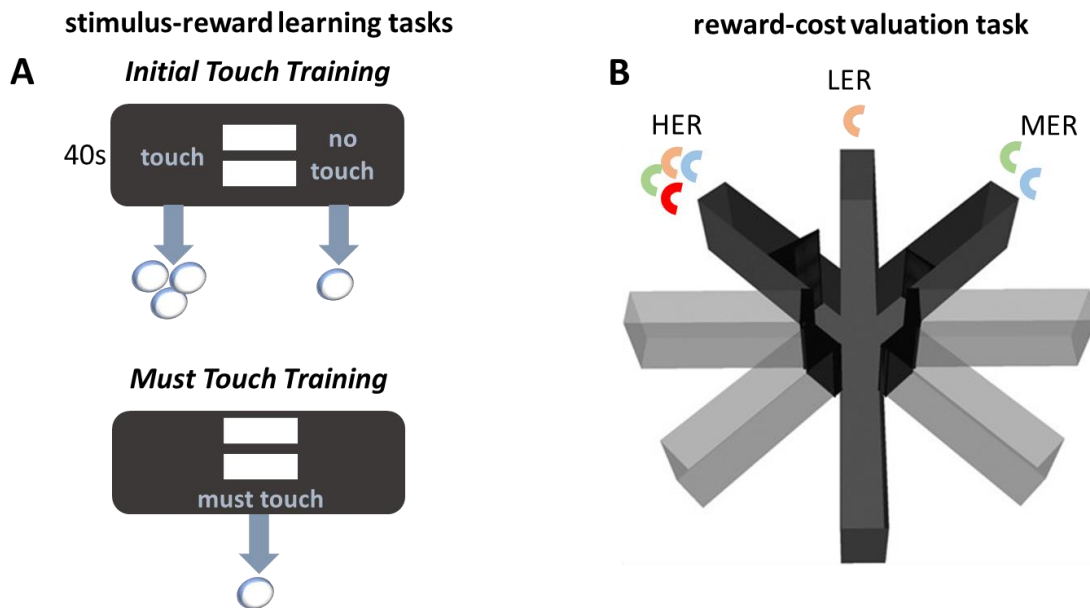 stimulus-reward learning tasks
A
Initial Touch Training
40s
touch
no
touch
Must Touch Training
must touch
reward-cost valuation task
B
LER
HER
MER